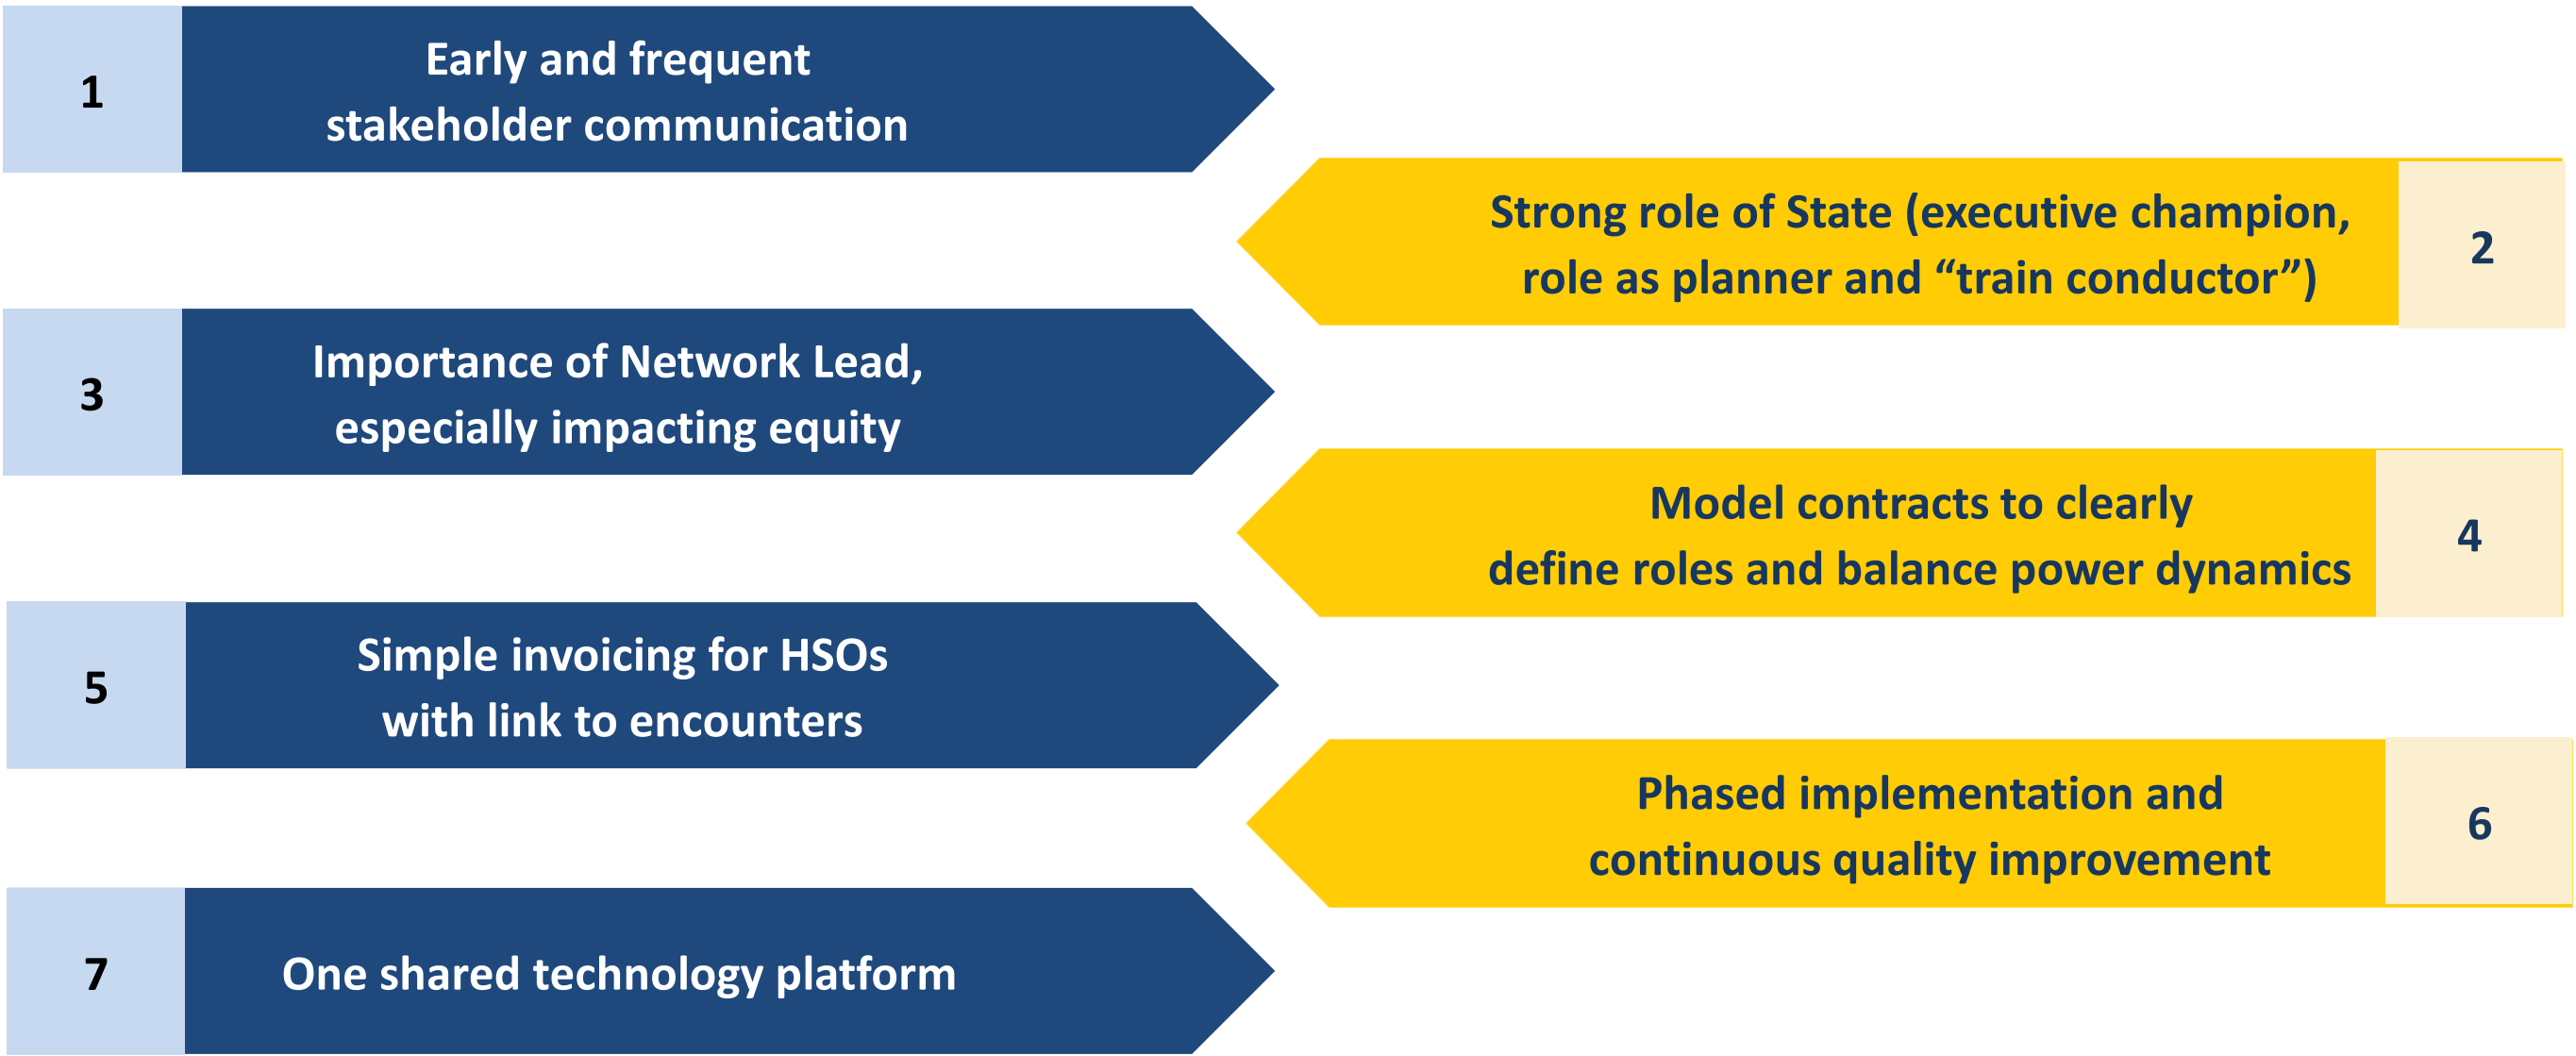 1
Early and frequent
stakeholder communication
2
Strong role of State (executive champion,
role as planner and “train conductor”)
3
Importance of Network Lead,
especially impacting equity
4
Model contracts to clearly
define roles and balance power dynamics
5
Simple invoicing for HSOs
with link to encounters
6
Phased implementation and
continuous quality improvement
7
One shared technology platform